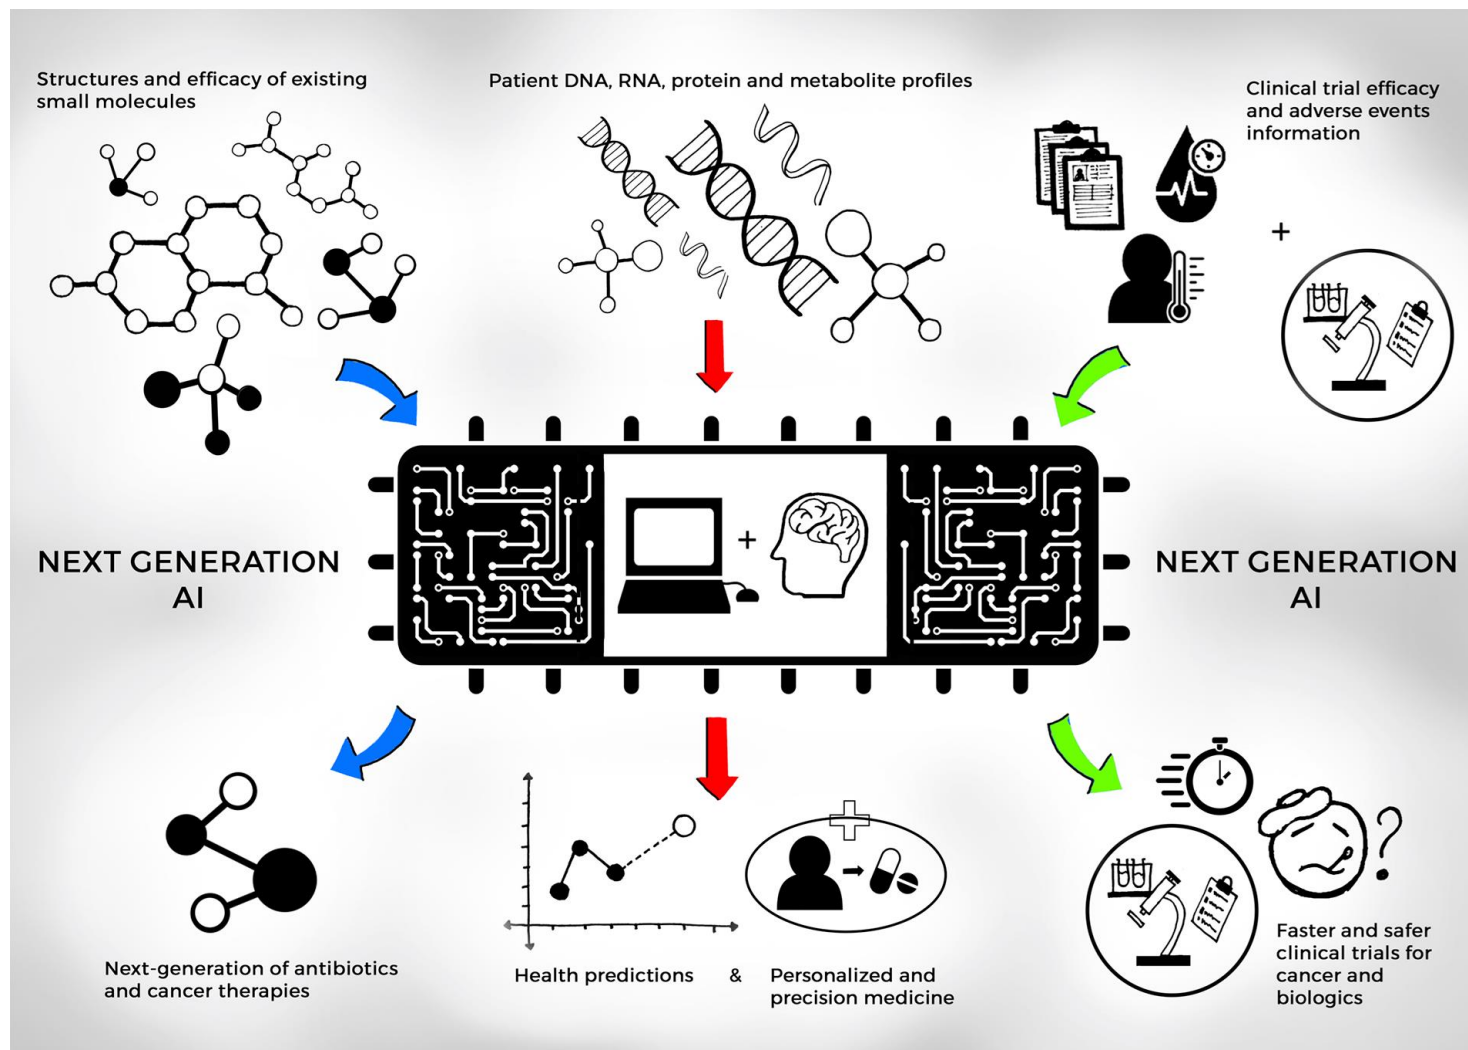 Structures and efficacy of existing
small molecules
Patient DNA, RNA, protein and metabolite profiles
Clinical trial efficacy
and adverse events
information
+
+
NEXT GENERATION
AI
NEXT GENERATION
AI
?
Next-generation of antibiotics
and cancer therapies
Health predictions & Personalized and
precision medicine
Faster and safer
clinical trials for
cancer and
biologics